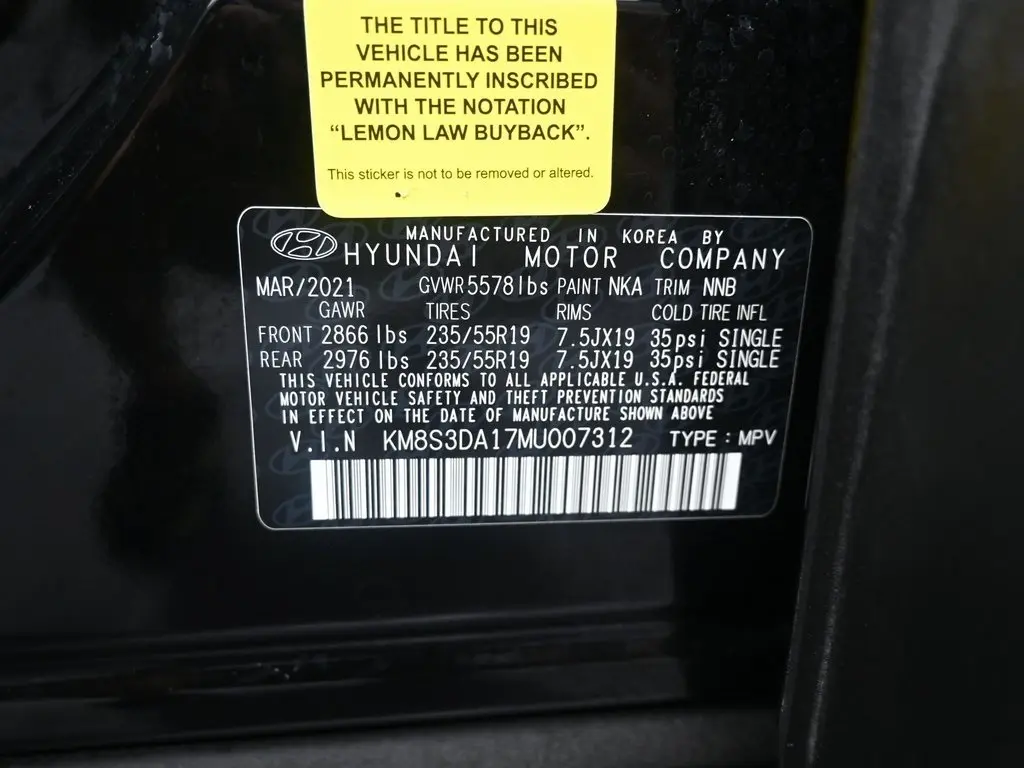 THE TITLE TO THIS
VEHICLE HAS BEEN
PERMANENTLY INSCRIBED
WITH THE NOTATION
“LEMON LAW BUYBACK”.
This sticker is not to be removed or altered.
MANUFACTURED IN KOREA BY
HYUNDAI MOTOR COMPANY
MAR/2021 GVWR 5578lbs PAINT NKA TRIM NNB
GAWR TIRES RIMS COLD TIRE INFL
FRONT 2866 lbs 235/55R19 7.5JX19 35psi SINGLE
REAR 2976 lbs 235/55R19 7.5JX19 35psi SINGLE
THIS VEHICLE CONFORMS TO ALL APPLICABLE U.S.A. FEDERAL
MOTOR VEHICLE SAFETY AND THEFT PREVENTION STANDARDS
IN EFFECT ON THE DATE OF MANUFACTURE SHOWN ABOVE
V.I.N KM8S3DA17MU007312 TYPE : MPV